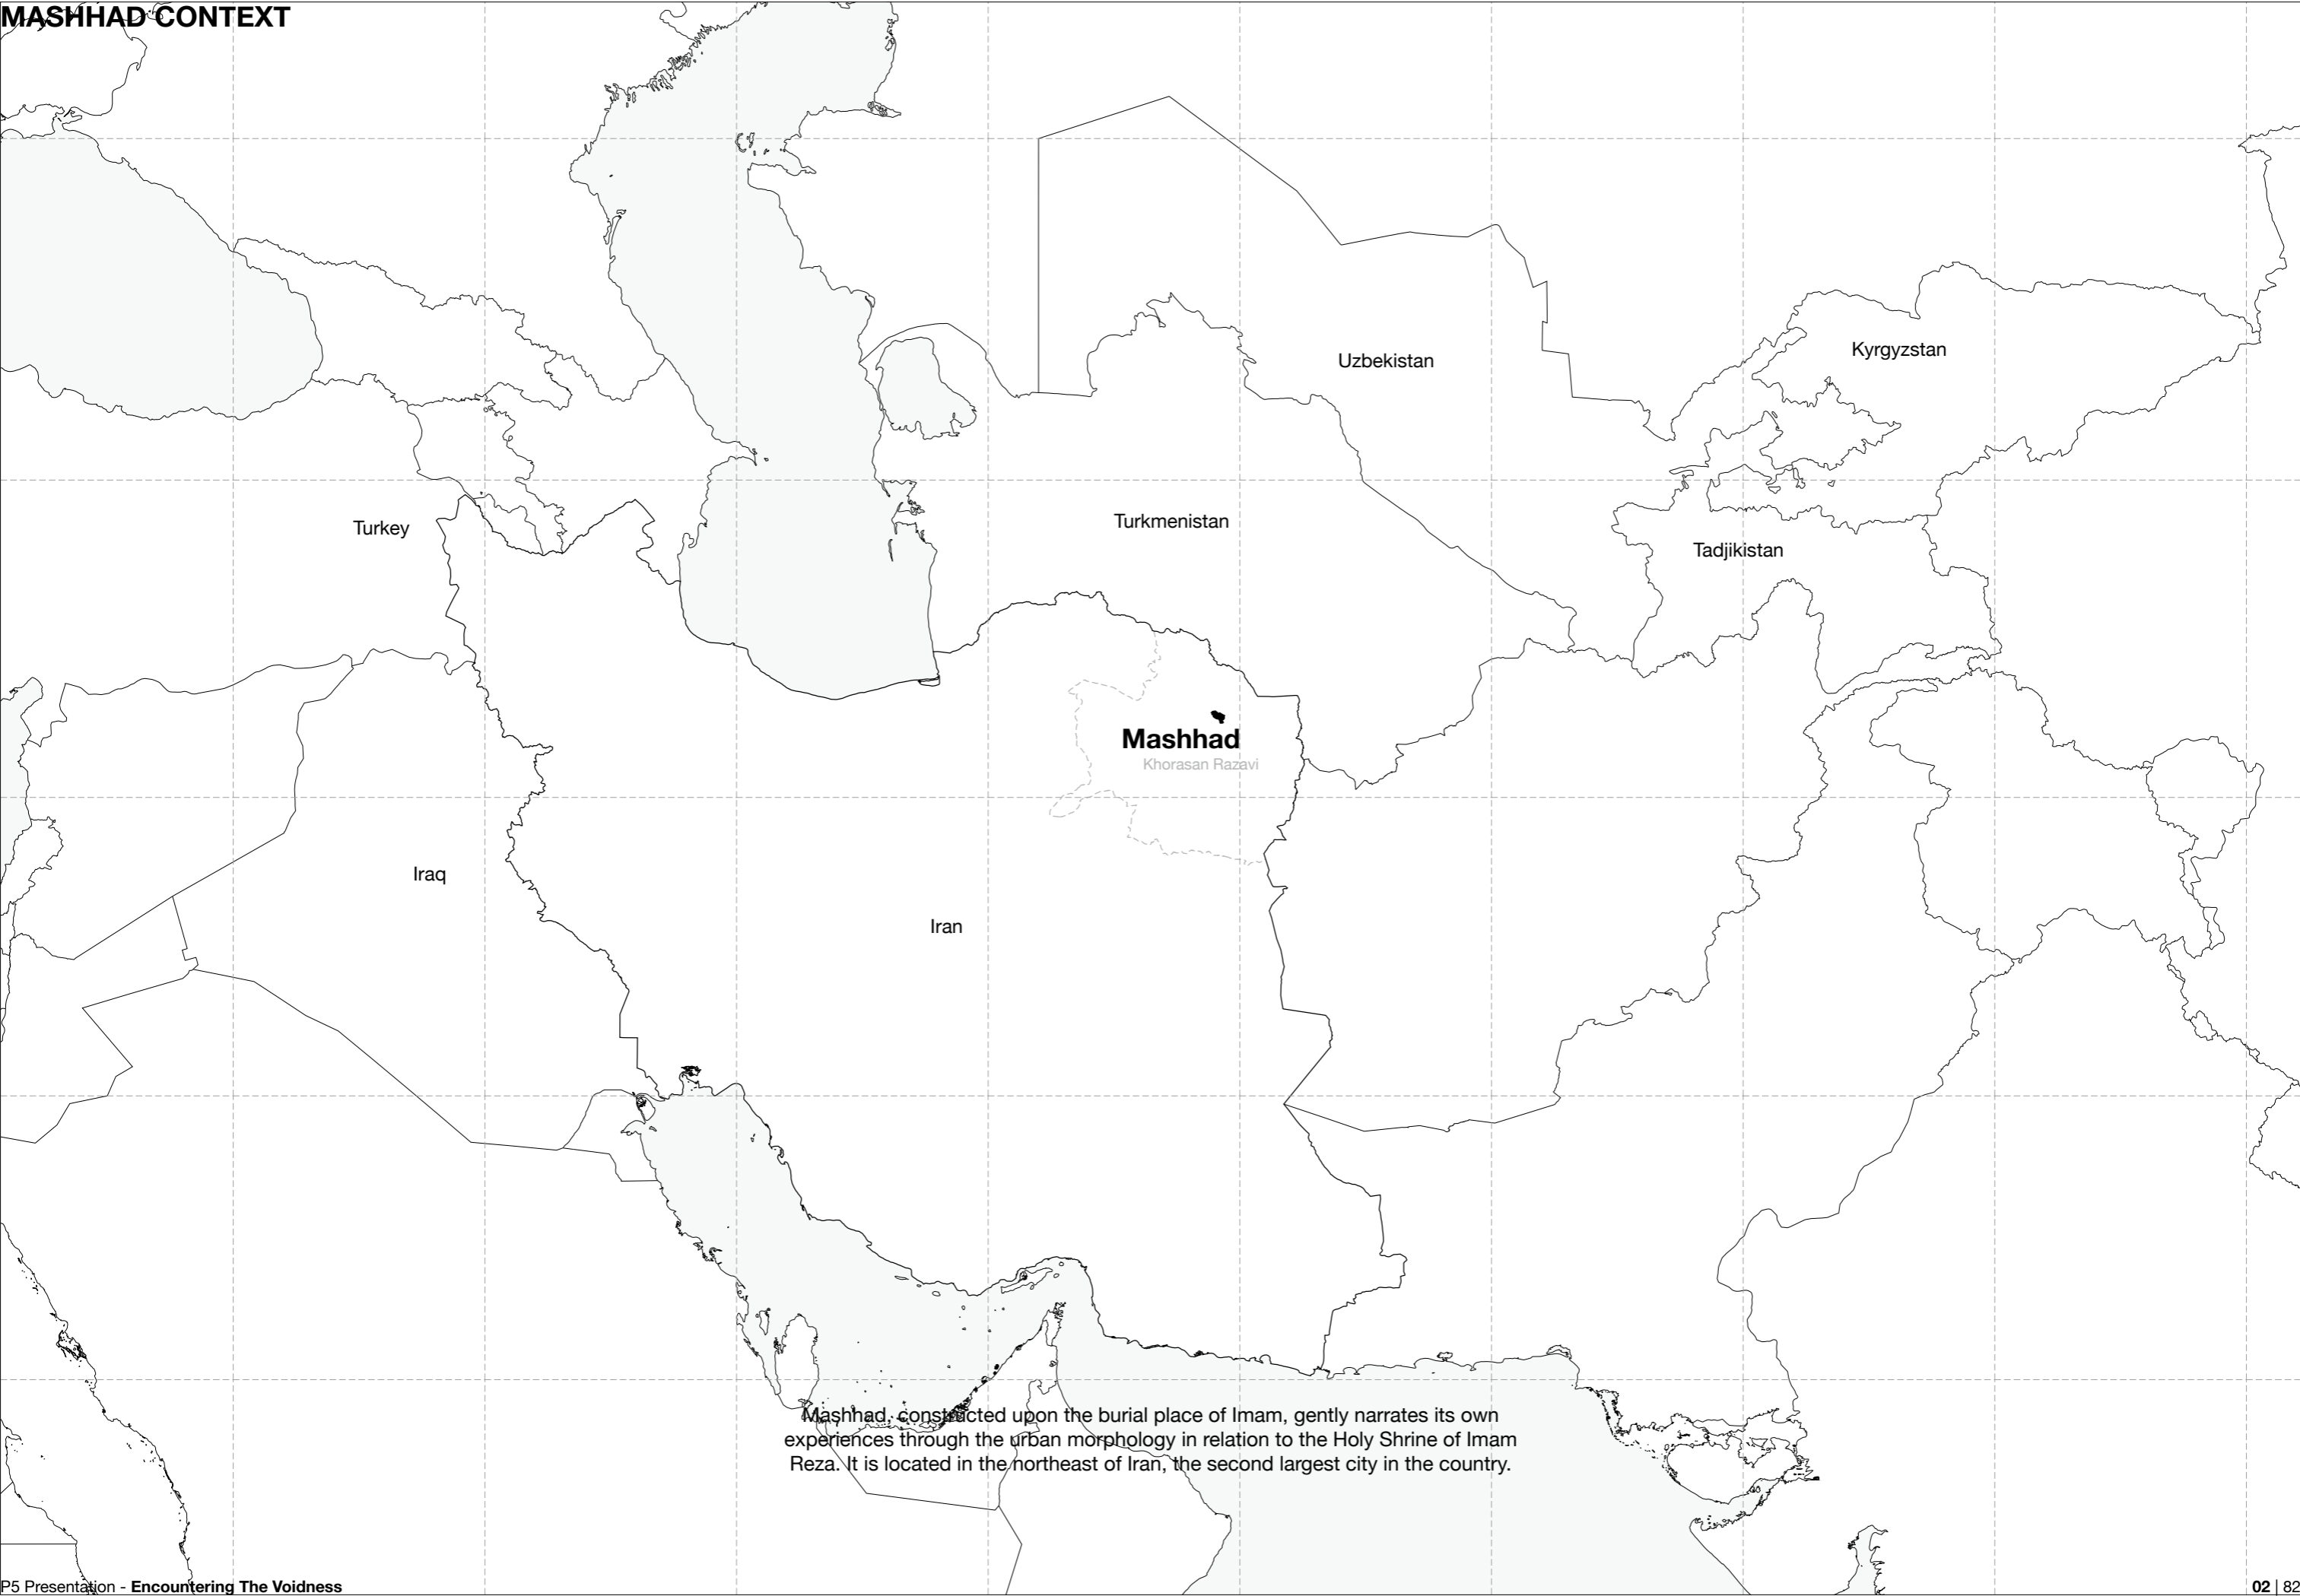 MASHHAD CONTEXT
Uzbekistan
Kyrgyzstan
Turkey
Turkmenistan
Tadjikistan
Mashhad
Khorasan Razavi
Iraq
Iran
Mashhad, constructed upon the burial place of Imam, gently narrates its own
experiences through the urban morphology in relation to the Holy Shrine of Imam
Reza. It is located in the northeast of Iran, the second largest city in the country.
P5 Presentation - Encountering The Voidness
02 | 82